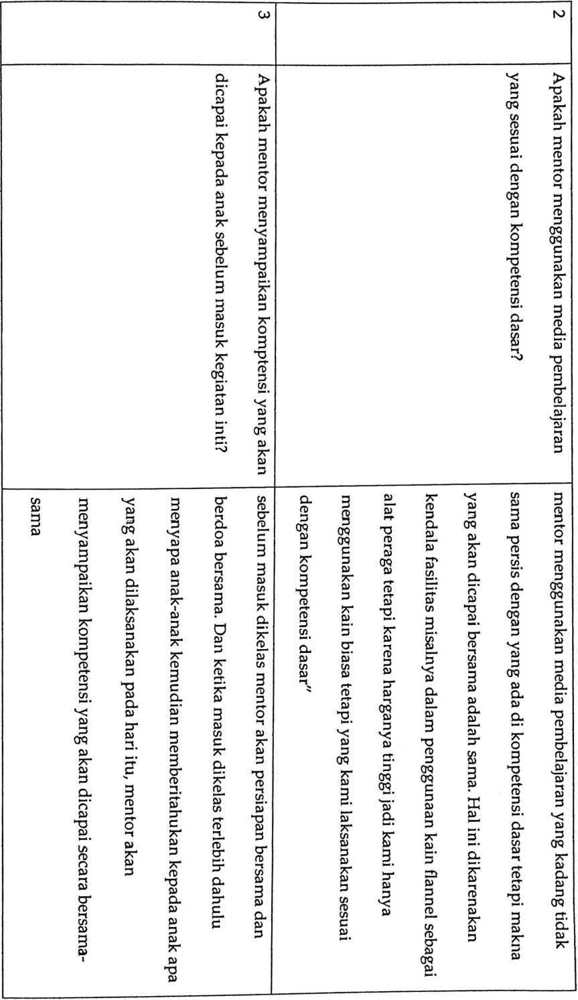 2
Apakah mentor menggunakan media pembelajaran
yang sesuai dengan kompetensi dasar?
mentor menggunakan media pembelajaran yang kadang tidak
sama persis dengan yang ada di kompetensi dasar tetapi makna
yang akan dicapai bersama adalah sama. Hal ini dikarenakan
kendala fasilitas misalnya dalam penggunaan kain flannel sebagai
alat peraga tetapi karena harganya tinggi jadi kami hanya
menggunakan kain biasa tetapi yang kami laksanakan sesuai
dengan kompetensi dasar”
3
Apakah mentor menyampaikan komptensi yang akan
dicapai kepada anak sebelum masuk kegiatan inti?
sebelum masuk dikelas mentor akan persiapan bersama dan
berdoa bersama. Dan ketika masuk dikelas terlebih dahulu
menyapa anak-anak kemudian memberitahukan kepada anak apa
yang akan dilaksanakan pada hari itu, mentor akan
menyampaikan kompetensi yang akan dicapai secara bersama-
sama